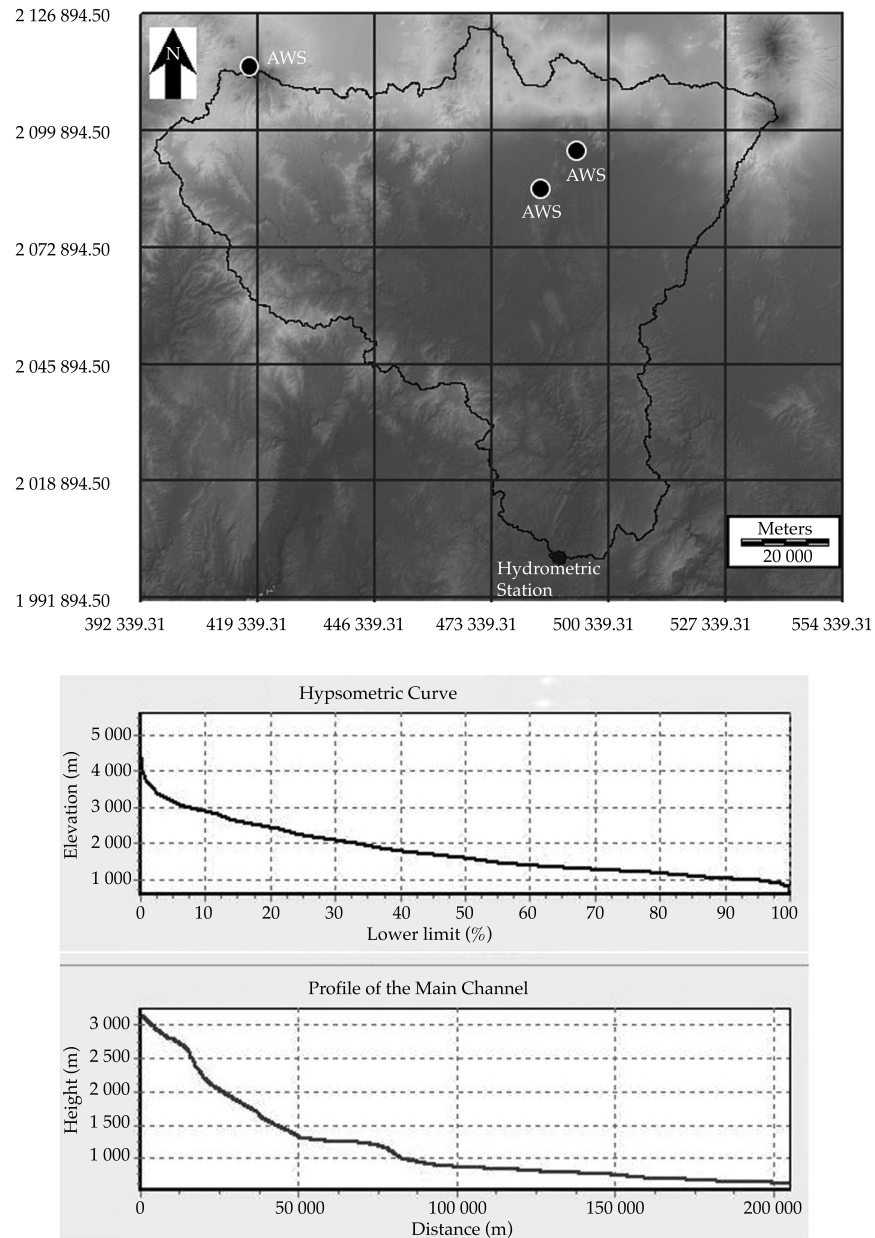 2 126 894.50
N
AWS
2 099 894.50
AWS
AWS
2 072 894.50
2 045 894.50
2 018 894.50
Meters
20 000
Hydrometric
Station
1 991 894.50
392 339.31 419 339.31 446 339.31 473 339.31 500 339.31 527 339.31 554 339.31
Hypsometric Curve
Elevation (m)
5 000
4 000
3 000
2 000
1 000
0 10 20 30 40 50 60 70 80 90 100
Lower limit (%)
Profile of the Main Channel
Height (m)
3 000
2 500
2 000
1 500
1 000
0 50 000 100 000 150 000 200 000
Distance (m)